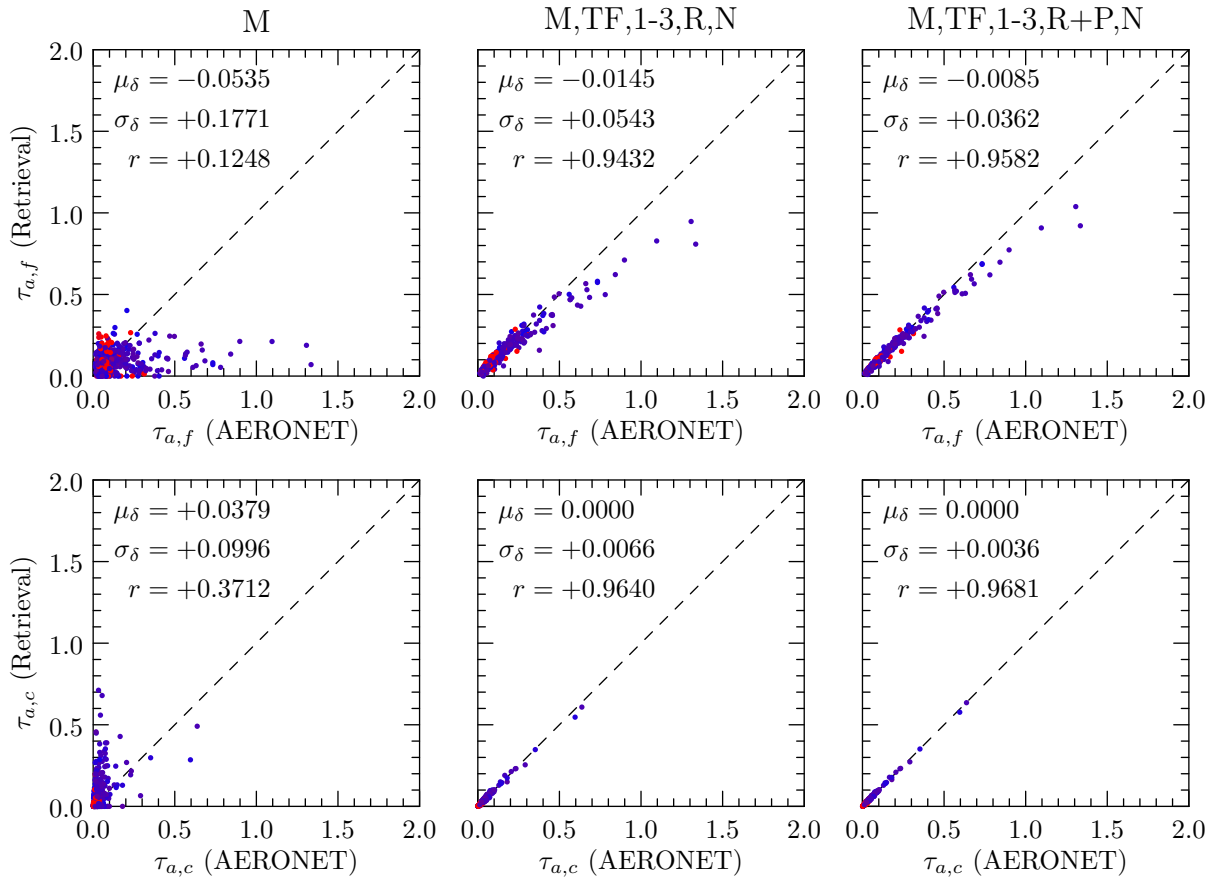 M
M,TF,1-3,R,N
M,TF,1-3,R+P,N
2.0
1.5
1.0
0.5
0.0
τa,f (Retrieval)
μδ = −0.0535
σδ = +0.1771
r = +0.1248
0.0 0.5 1.0 1.5 2.0
τa,f (AERONET)
μδ = −0.0145
σδ = +0.0543
r = +0.9432
0.0 0.5 1.0 1.5 2.0
τa,f (AERONET)
μδ = −0.0085
σδ = +0.0362
r = +0.9582
0.0 0.5 1.0 1.5 2.0
τa,f (AERONET)
2.0
1.5
1.0
0.5
0.0
τa,c (Retrieval)
μδ = +0.0379
σδ = +0.0996
r = +0.3712
0.0 0.5 1.0 1.5 2.0
τa,c (AERONET)
μδ = 0.0000
σδ = +0.0066
r = +0.9640
0.0 0.5 1.0 1.5 2.0
τa,c (AERONET)
μδ = 0.0000
σδ = +0.0036
r = +0.9681
0.0 0.5 1.0 1.5 2.0
τa,c (AERONET)